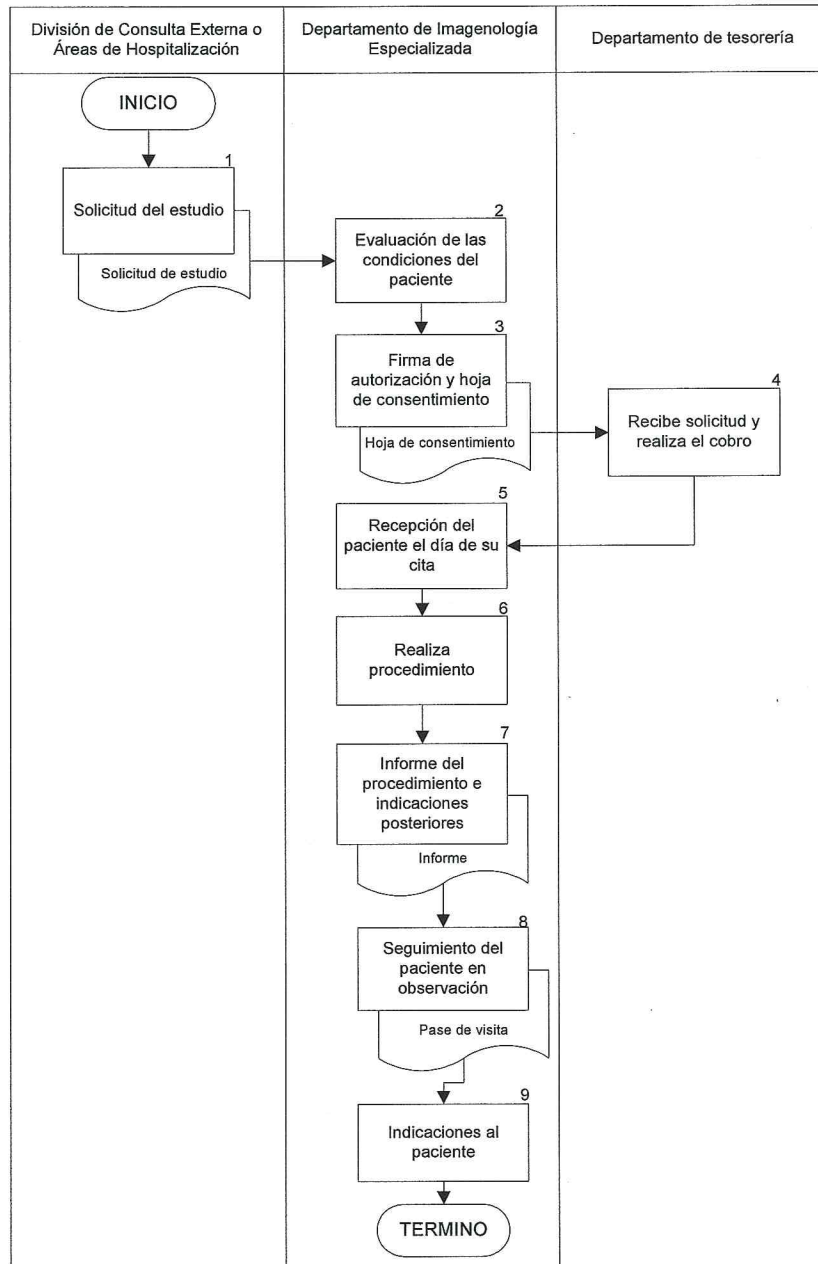 División de Consulta Externa o
Áreas de Hospitalización
Departamento de Imagenología
Especializada
Departamento de tesorería
INICIO
1
Solicitud del estudio
Solicitud de estudio
2
Evaluación de las
condiciones del
paciente
3
Firma de
autorización y hoja
de consentimiento
Hoja de consentimiento
4
Recibe solicitud y
realiza el cobro
5
Recepción del
paciente el día de su
cita
6
Realiza
procedimiento
7
Informe del
procedimiento e
indicaciones
posteriores
Informe
8
Seguimiento del
paciente en
observación
Pase de visita
9
Indicaciones al
paciente
TERMINO